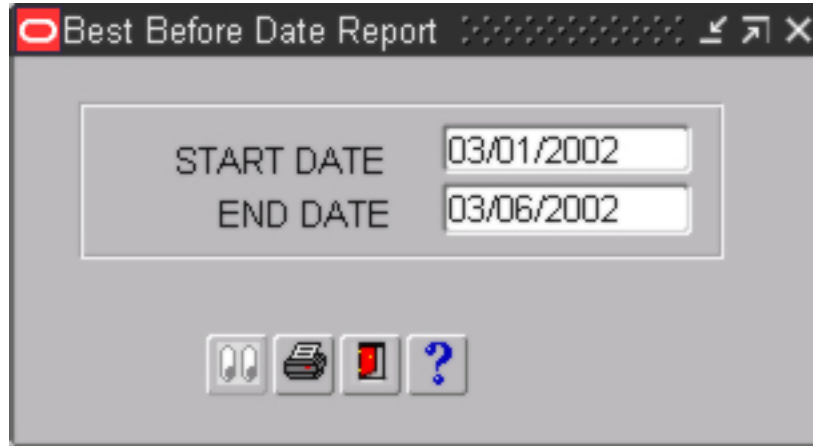 Best Before Date Report
START DATE 03/01/2002
END DATE 03/06/2002
?